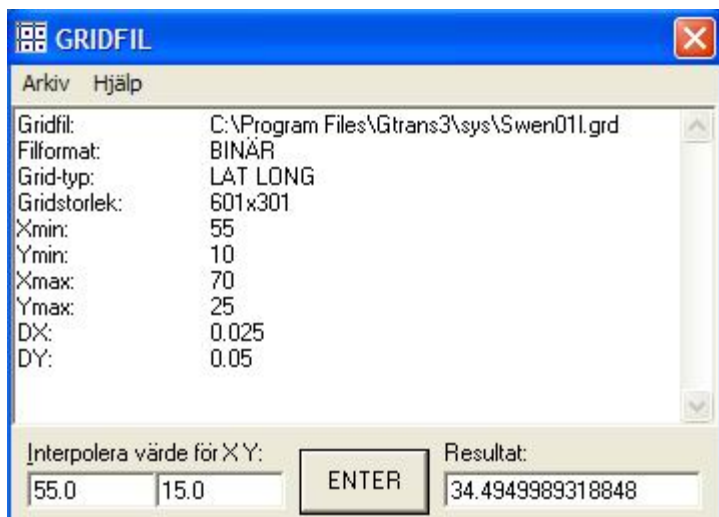 GRIDFIL
Arkiv Hjälp
Gridfil: C:\Program Files\Gtrans3\sys\Swen01l.grd
Filformat: BINÄR
Grid-typ: LAT LONG
Gridstorlek: 601x301
Xmin: 55
Ymin: 10
Xmax: 70
Ymax: 25
DX: 0.025
DY: 0.05
Interpolera värde för X Y: Resultat:
55.0 15.0 ENTER 34.4949989318848